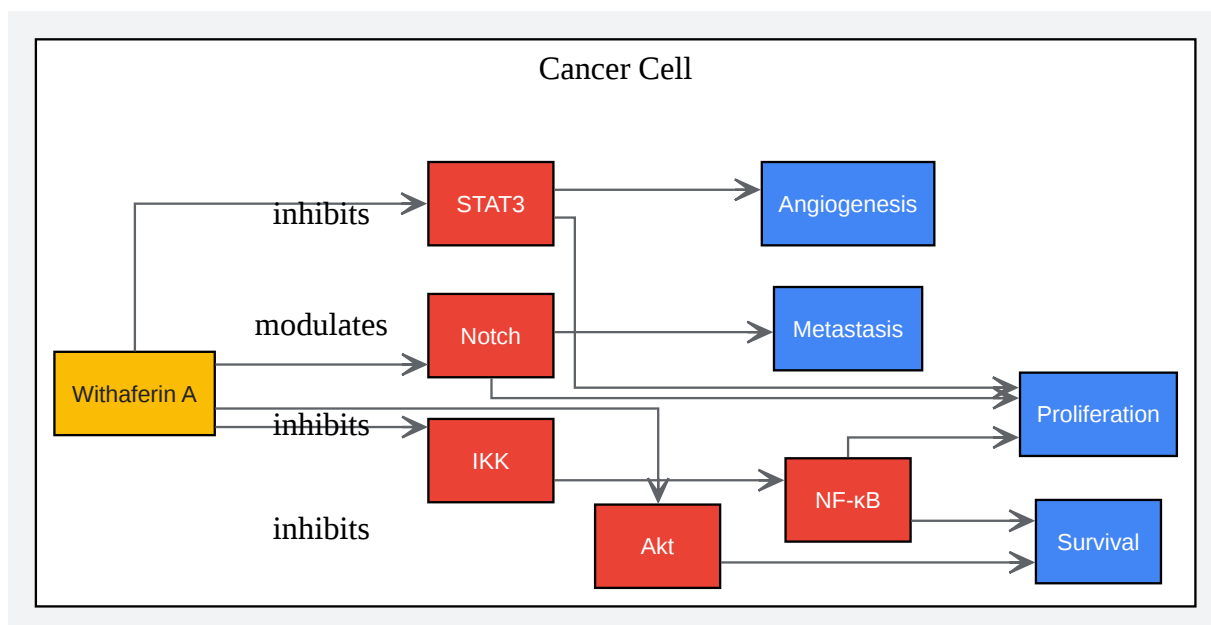 Cancer Cell
inhibits
STAT3
Angiogenesis
modulates
Notch
Metastasis
Withaferin A
inhibits
IKK
Proliferation
NF-κB
inhibits
Akt
Survival